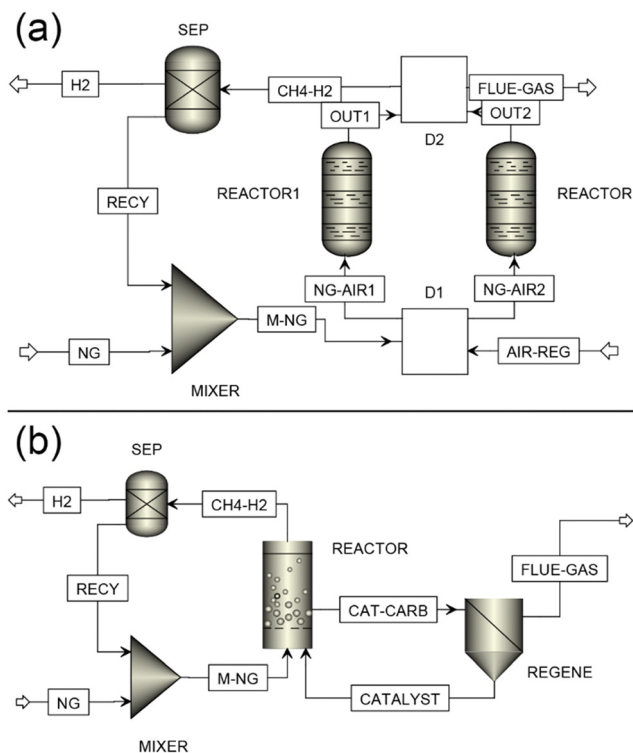 (a)
SEP
H2
CH4-H2
FLUE-GAS
OUT1
OUT2
D2
REACTOR1
REACTOR
RECY
NG-AIR1
D1
NG-AIR2
M-NG
NG
AIR-REG
MIXER
(b)
SEP
H2
CH4-H2
REACTOR
FLUE-GAS
RECY
CAT-CARB
REGENE
M-NG
CATALYST
NG
MIXER